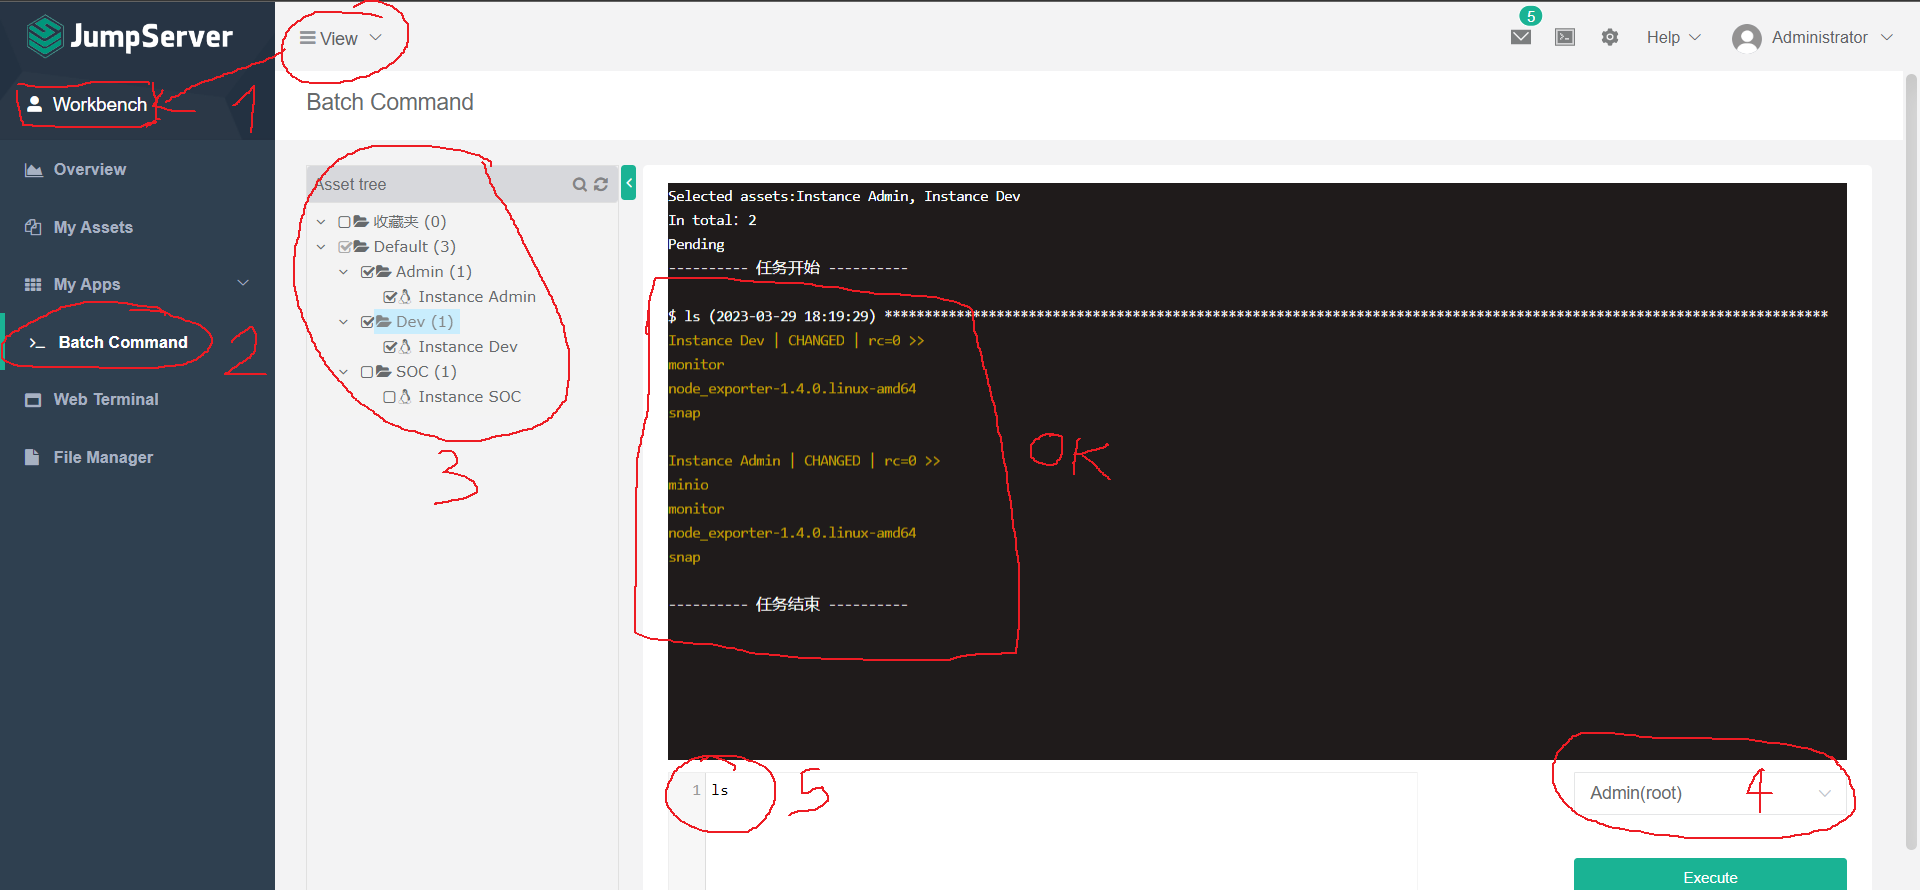 JumpServer
View
5
Help
Administrator
Workbench
1
Batch Command
Overview
My Assets
My Apps
Batch Command
2
Web Terminal
File Manager
Asset tree
收藏夹 (0)
Default (3)
Admin (1)
Instance Admin
Dev (1)
Instance Dev
SOC (1)
Instance SOC
3
Selected assets:Instance Admin, Instance Dev
In total: 2
Pending
---------- 任务开始 ----------
$ ls (2023-03-29 18:19:29) **********************************************************************************************************************
Instance Dev | CHANGED | rc=0 >>
monitor
node_exporter-1.4.0.linux-amd64
snap
Instance Admin | CHANGED | rc=0 >>
minio
monitor
node_exporter-1.4.0.linux-amd64
snap
---------- 任务结束 ----------
OK
1 ls
5
Admin(root)
4
Execute